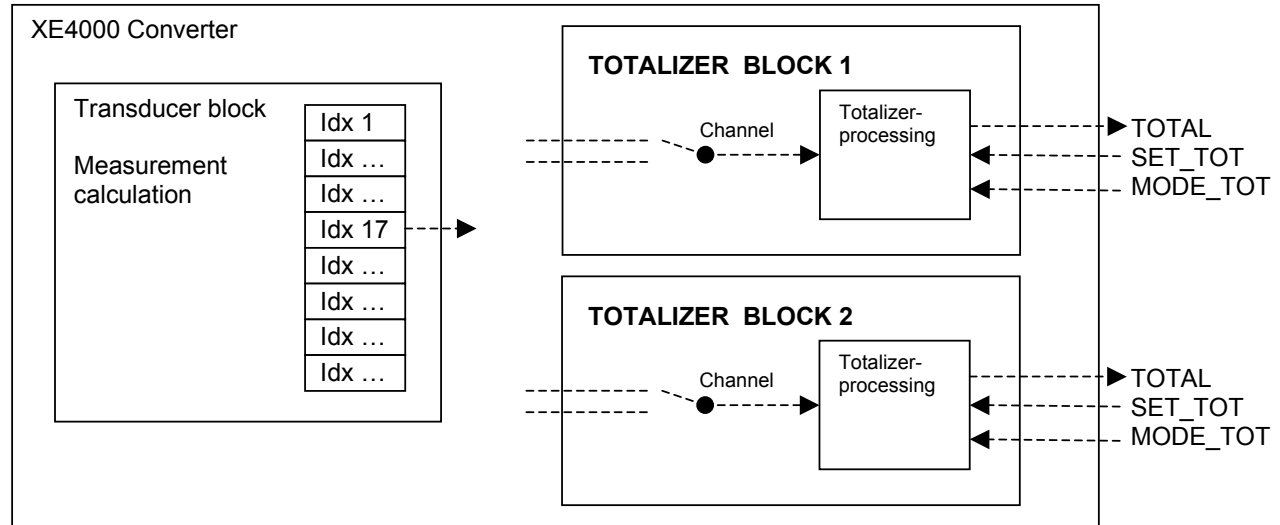 XE4000 Converter
Transducer block
Measurement
calculation
Idx 1
Idx …
Idx …
Idx 17
Idx …
Idx …
Idx …
Idx …
TOTALIZER BLOCK 1
Channel
Totalizer-
processing
TOTAL
SET_TOT
MODE_TOT
TOTALIZER BLOCK 2
Channel
Totalizer-
processing
TOTAL
SET_TOT
MODE_TOT